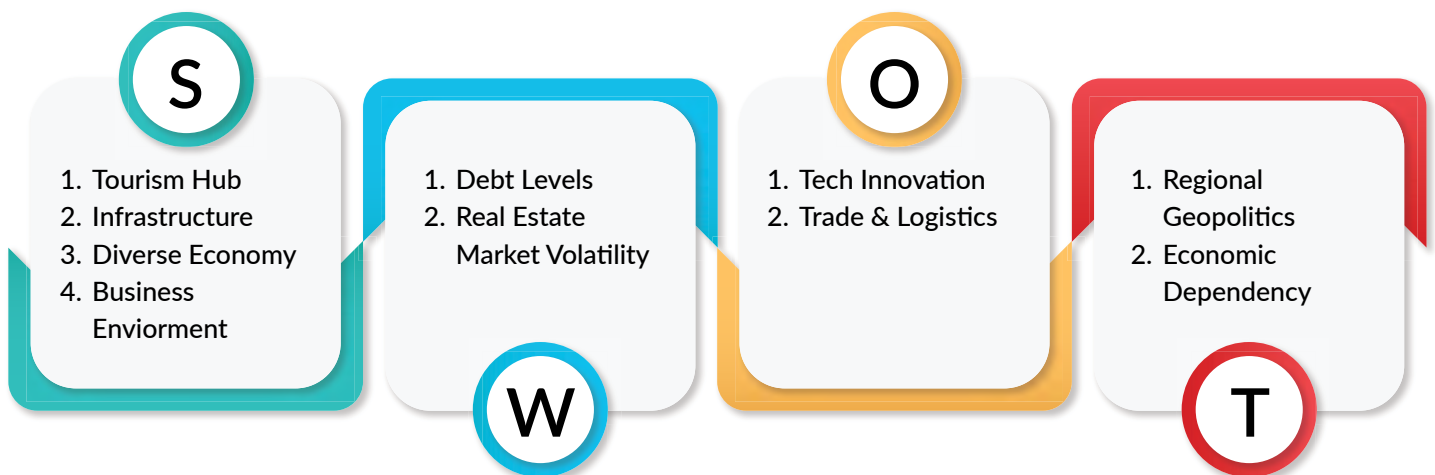 S
1. Tourism Hub
2. Infrastructure
3. Diverse Economy
4. Business
Enviorment
W
1. Debt Levels
2. Real Estate
Market Volatility
O
1. Tech Innovation
2. Trade & Logistics
T
1. Regional
Geopolitics
2. Economic
Dependency